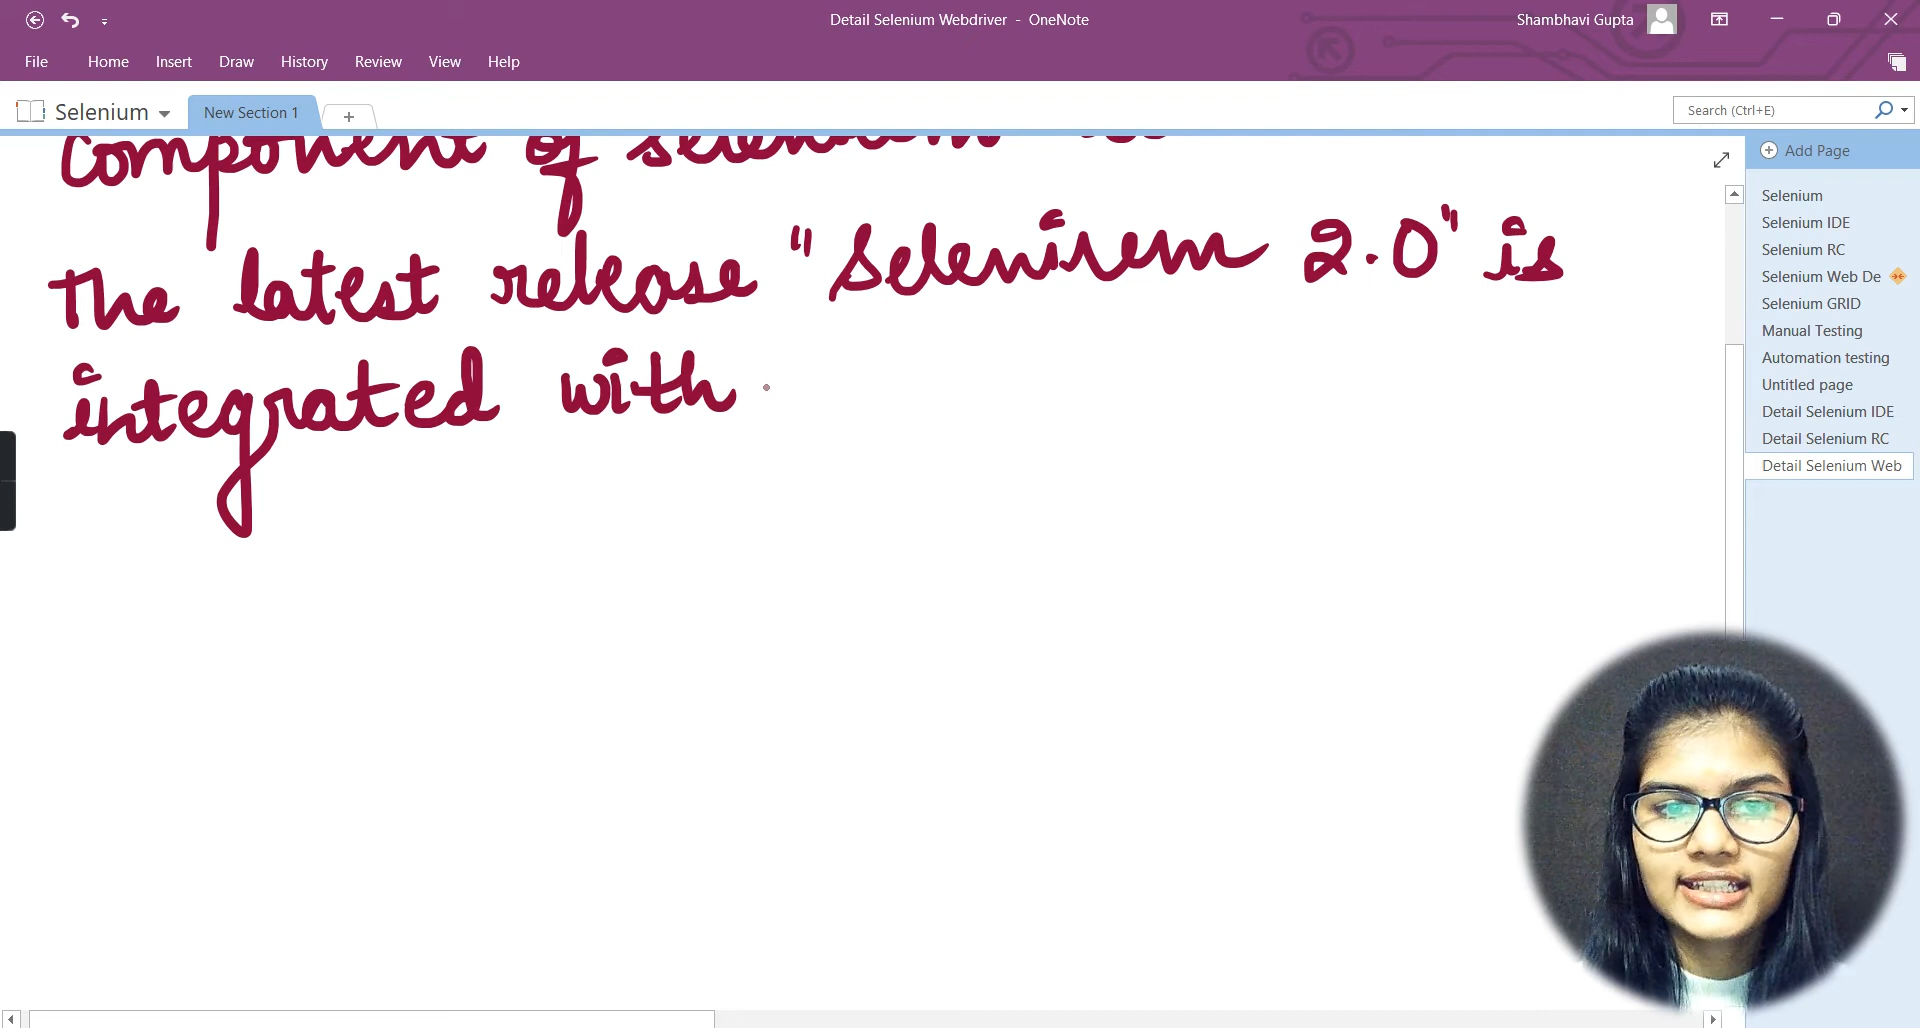 Detail Selenium Webdriver - OneNote
Shambhavi Gupta
File Home Insert Draw History Review View Help
Selenium
New Section 1
+
Search (Ctrl+E)
Add Page
Selenium
Selenium IDE
Selenium RC
Selenium Web De
Selenium GRID
Manual Testing
Automation testing
Untitled page
Detail Selenium IDE
Detail Selenium RC
Detail Selenium Web
component of selenium
The latest release "Selenium 2.0" is
integrated with